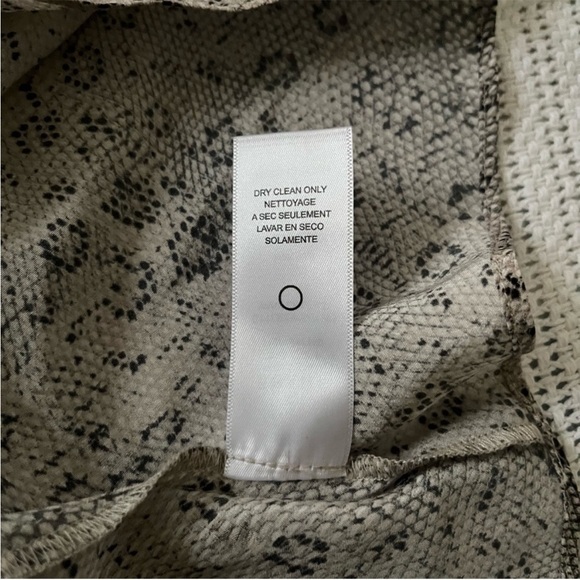 DRY CLEAN ONLY
NETTOYAGE
A SEC SEULEMENT
LAVAR EN SECO
SOLAMENTE